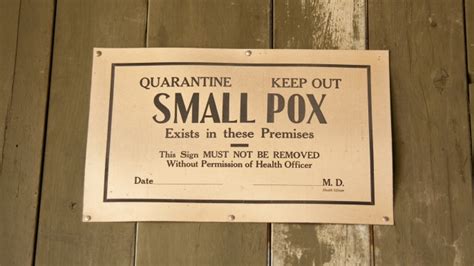 QUARANTINE KEEP OUT
SMALL POX
Exists in these Premises
This Sign MUST NOT BE REMOVED
Without Permission of Health Officer
Date M. D.